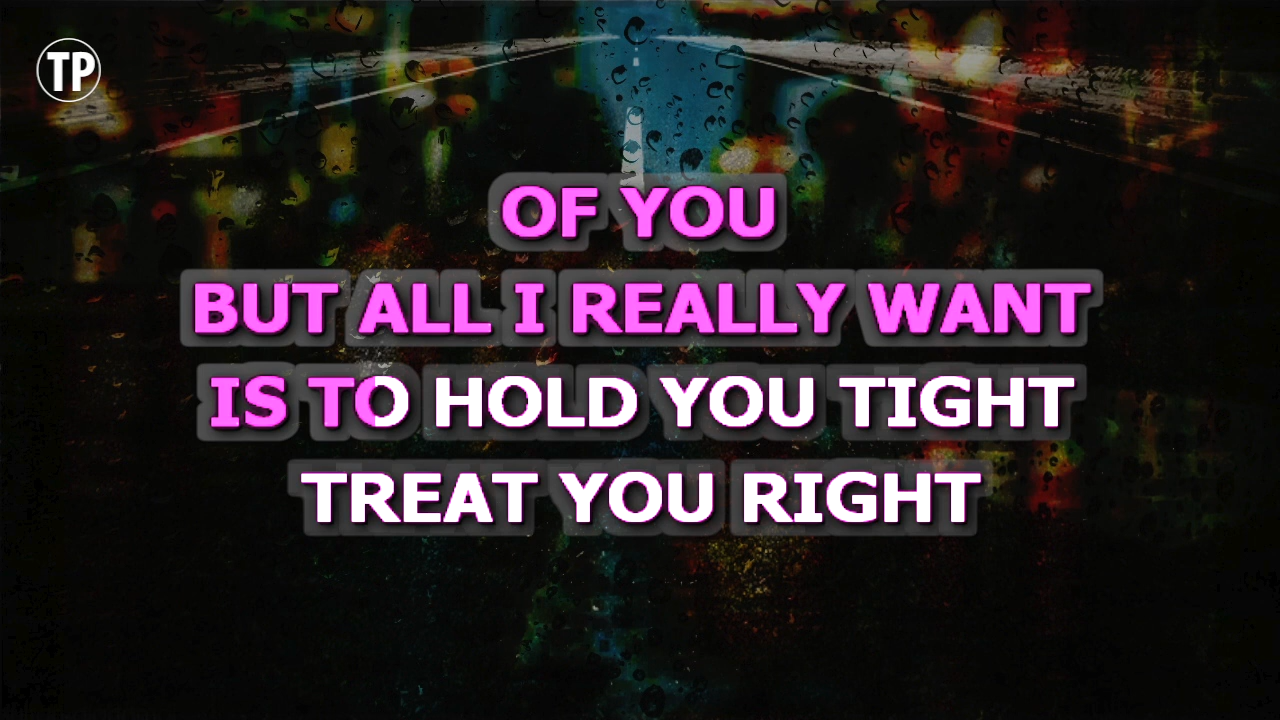 TP
OF YOU
BUT ALL I REALLY WANT
IS TO HOLD YOU TIGHT
TREAT YOU RIGHT